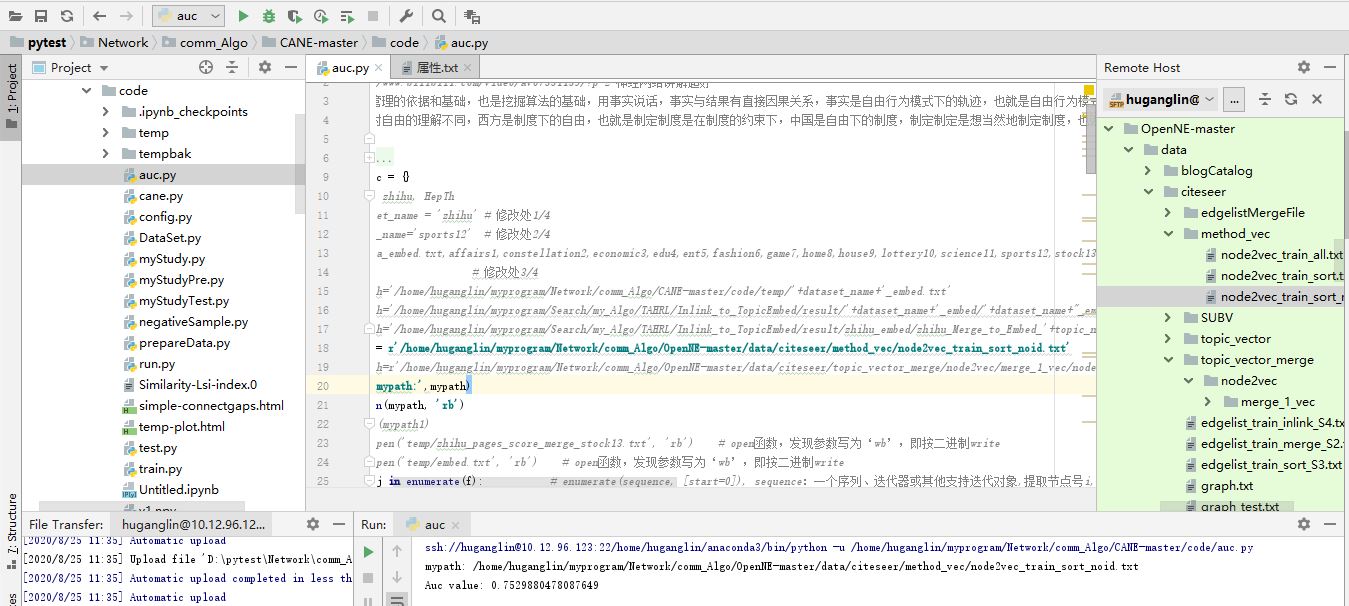 auc
pytest Network comm_Algo CANE-master code auc.py
1: Project
Project
code
.ipynb_checkpoints
temp
tempbak
auc.py
cane.py
config.py
DataSet.py
myStudy.py
myStudyPre.py
myStudyTest.py
negativeSample.py
prepareData.py
run.py
Similarity-Lsi-index.0
simple-connectgaps.html
temp-plot.html
test.py
train.py
Untitled.ipynb
auc.py 属性.txt
3 管理的依据和基础，也是挖掘算法的基础，用事实说话，事实与结果有直接因果关系，事实是自由行为模式下的轨迹，也就是自由行为模
4 对自由的理解不同，西方是制度下的自由，也就是制定制度是在制度的约束下，中国是自由下的制度，制定制定是想当然地制定制度，也
5
6 ...
9 c = {}
10 zhihu, HepTh
11 et_name = 'zhihu' # 修改处1/4
12 _name='sports12' # 修改处2/4
13 a_embed.txt,affairs1,constellation2,economic3,edu4,ent5,fashion6,game7,home8,house9,lottery10,science11,sports12,stock13
14 # 修改处3/4
15 h='/home/huganglin/myprogram/Network/comm_Algo/CANE-master/code/temp/'+dataset_name+'_embed.txt'
16 h='/home/huganglin/myprogram/Search/my_Algo/TAHRL/Inlink_to_TopicEmbed/result/'+dataset_name+'_embed/'+dataset_name+'_em
17 h='/home/huganglin/myprogram/Search/my_Algo/TAHRL/Inlink_to_TopicEmbed/result/zhihu_embed/zhihu_Merge_to_Embed_'+topic_n
18 = r'/home/huganglin/myprogram/Network/comm_Algo/OpenNE-master/data/citeseer/method_vec/node2vec_train_sort_noid.txt'
19 h=r'/home/huganglin/myprogram/Network/comm_Algo/OpenNE-master/data/citeseer/topic_vector_merge/node2vec/merge_1_vec/node
20 mypath:',mypath)
21 n(mypath, 'rb')
22 (mypath1)
23 pen('temp/zhihu_pages_score_merge_stock13.txt', 'rb') # open函数，发现参数写为‘wb’，即按二进制write
24 pen('temp/embed.txt', 'rb') # open函数，发现参数写为‘wb’，即按二进制write
25 j in enumerate(f): # enumerate(sequence, [start=0]), sequence：一个序列、迭代器或其他支持迭代对象,提取节点号i,
Remote Host
huganglin@ ...
OpenNE-master
data
blogCatalog
citeseer
edgelistMergeFile
method_vec
node2vec_train_all.txt
node2vec_train_sort.t
node2vec_train_sort_r
SUBV
topic_vector
topic_vector_merge
node2vec
merge_1_vec
edgelist_train_inlink_S4.tx
edgelist_train_merge_S2.
edgelist_train_sort_S3.txt
graph.txt
graph_test.txt
Z: Structure
File Transfer: huganglin@10.12.96.12...
[2020/8/25 11:35] Automatic upload
[2020/8/25 11:35] Upload file 'D:\pytest\Network\comm_A
[2020/8/25 11:35] Automatic upload completed in less th
[2020/8/25 11:35] Automatic upload
Run: auc
ssh://huganglin@10.12.96.123:22/home/huganglin/anaconda3/bin/python -u /home/huganglin/myprogram/Network/comm_Algo/CANE-master/code/auc.py
mypath: /home/huganglin/myprogram/Network/comm_Algo/OpenNE-master/data/citeseer/method_vec/node2vec_train_sort_noid.txt
Auc value: 0.7529880478087649